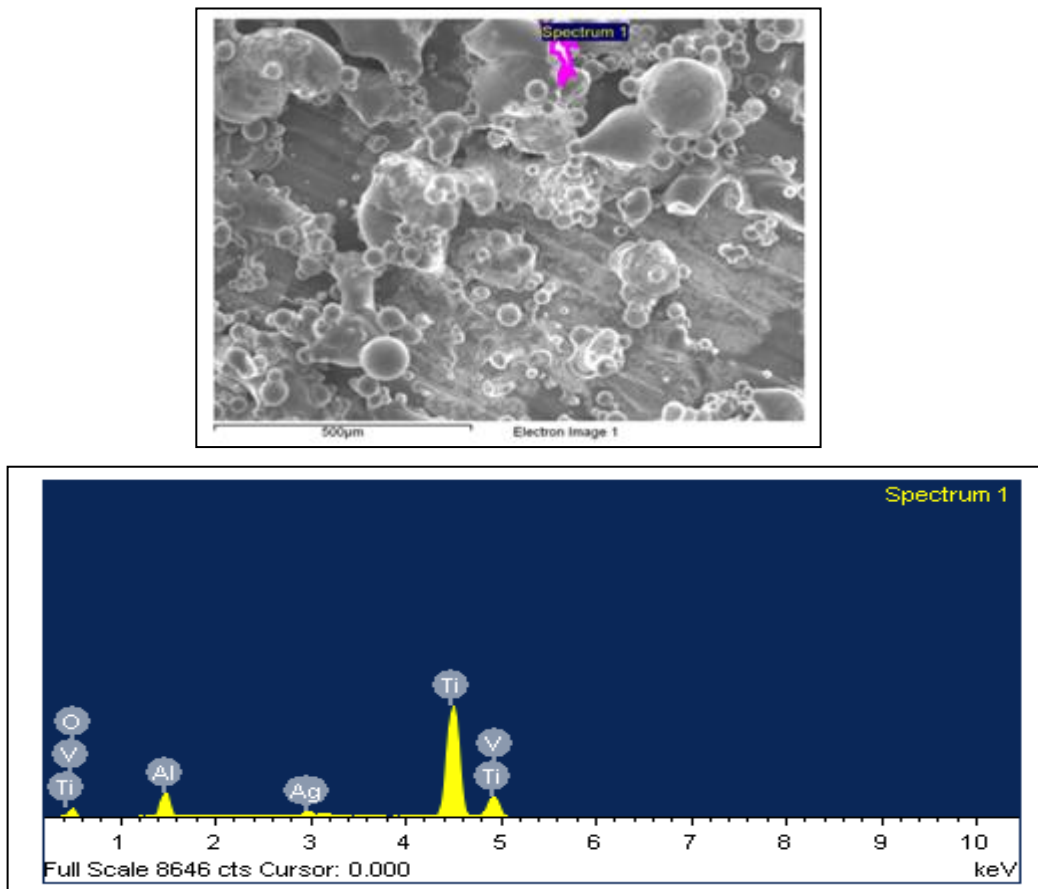 Spectrum 1
500µm Electron Image 1
Spectrum 1
O
V
Ti
Al
Ag
Ti
V
Ti
1 2 3 4 5 6 7 8 9 10
Full Scale 8646 cts Cursor: 0.000 keV